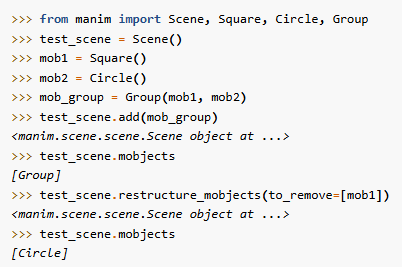 >>> from manim import Scene, Square, Circle, Group
>>> test_scene = Scene()
>>> mob1 = Square()
>>> mob2 = Circle()
>>> mob_group = Group(mob1, mob2)
>>> test_scene.add(mob_group)
<manim.scene.scene.Scene object at ...>
>>> test_scene.mobjects
[Group]
>>> test_scene.restructure_mobjects(to_remove=[mob1])
<manim.scene.scene.Scene object at ...>
>>> test_scene.mobjects
[Circle]